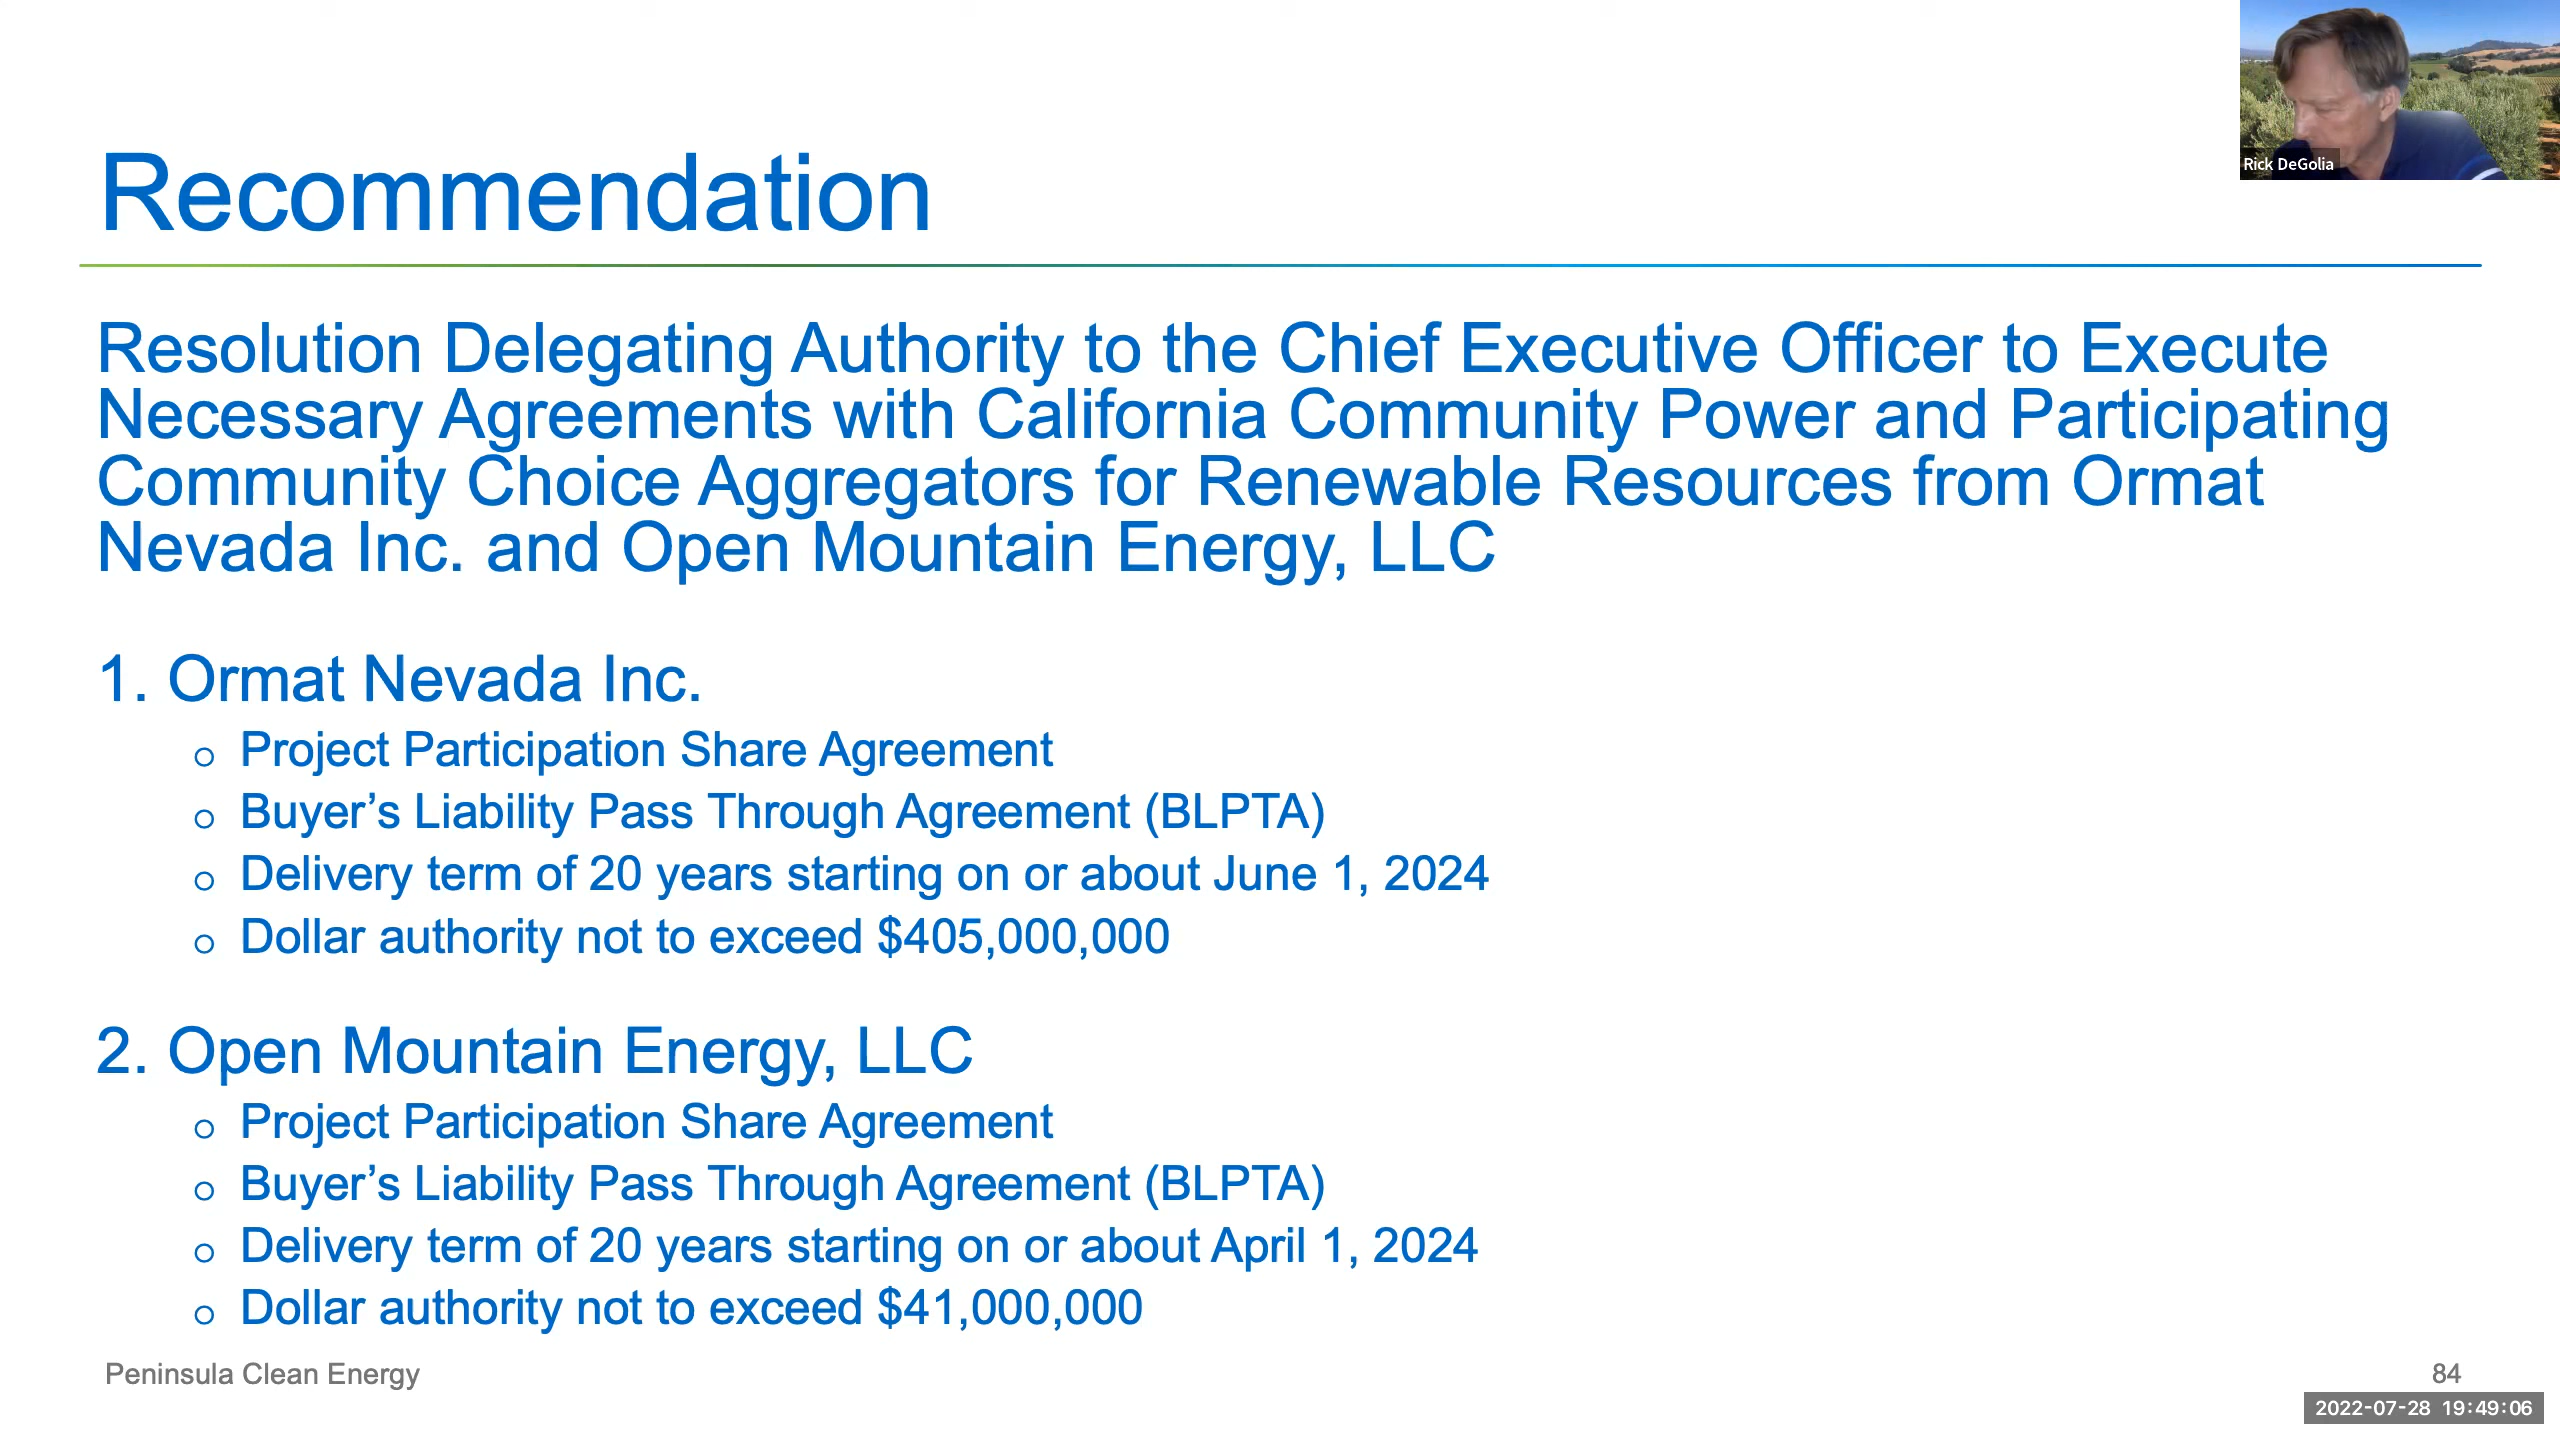 Rick DeGolia
Recommendation
Resolution Delegating Authority to the Chief Executive Officer to Execute
Necessary Agreements with California Community Power and Participating
Community Choice Aggregators for Renewable Resources from Ormat
Nevada Inc. and Open Mountain Energy, LLC
1. Ormat Nevada Inc.
o Project Participation Share Agreement
o Buyer’s Liability Pass Through Agreement (BLPTA)
o Delivery term of 20 years starting on or about June 1, 2024
o Dollar authority not to exceed $405,000,000
2. Open Mountain Energy, LLC
o Project Participation Share Agreement
o Buyer’s Liability Pass Through Agreement (BLPTA)
o Delivery term of 20 years starting on or about April 1, 2024
o Dollar authority not to exceed $41,000,000
Peninsula Clean Energy
84
2022-07-28 19:49:06